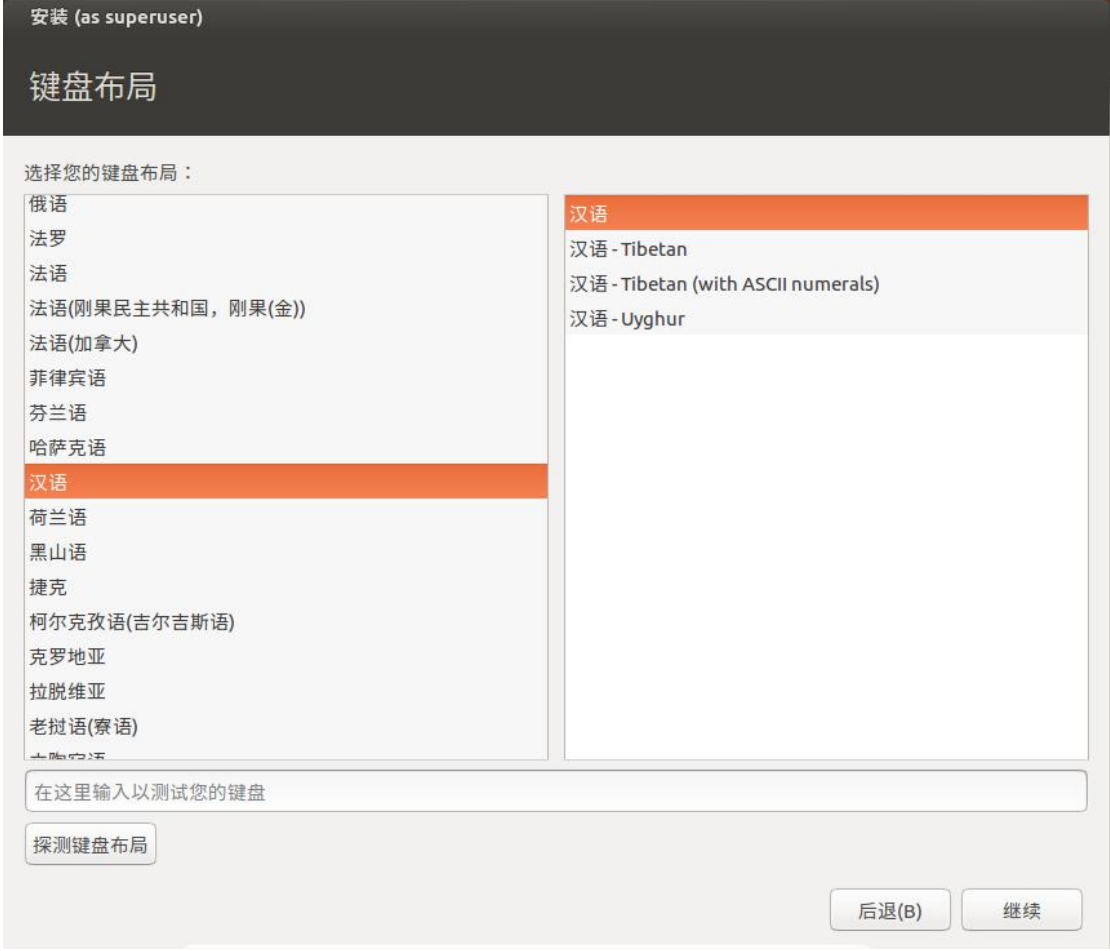 安装 (as superuser)
键盘布局
选择您的键盘布局：
俄语
法罗
法语
法语(刚果民主共和国，刚果(金))
法语(加拿大)
菲律宾语
芬兰语
哈萨克语
汉语
荷兰语
黑山语
捷克
柯尔克孜语(吉尔吉斯语)
克罗地亚
拉脱维亚
老挝语(寮语)
汉语
汉语 - Tibetan
汉语 - Tibetan (with ASCII numerals)
汉语 - Uyghur
在这里输入以测试您的键盘
探测键盘布局
后退(B)
继续